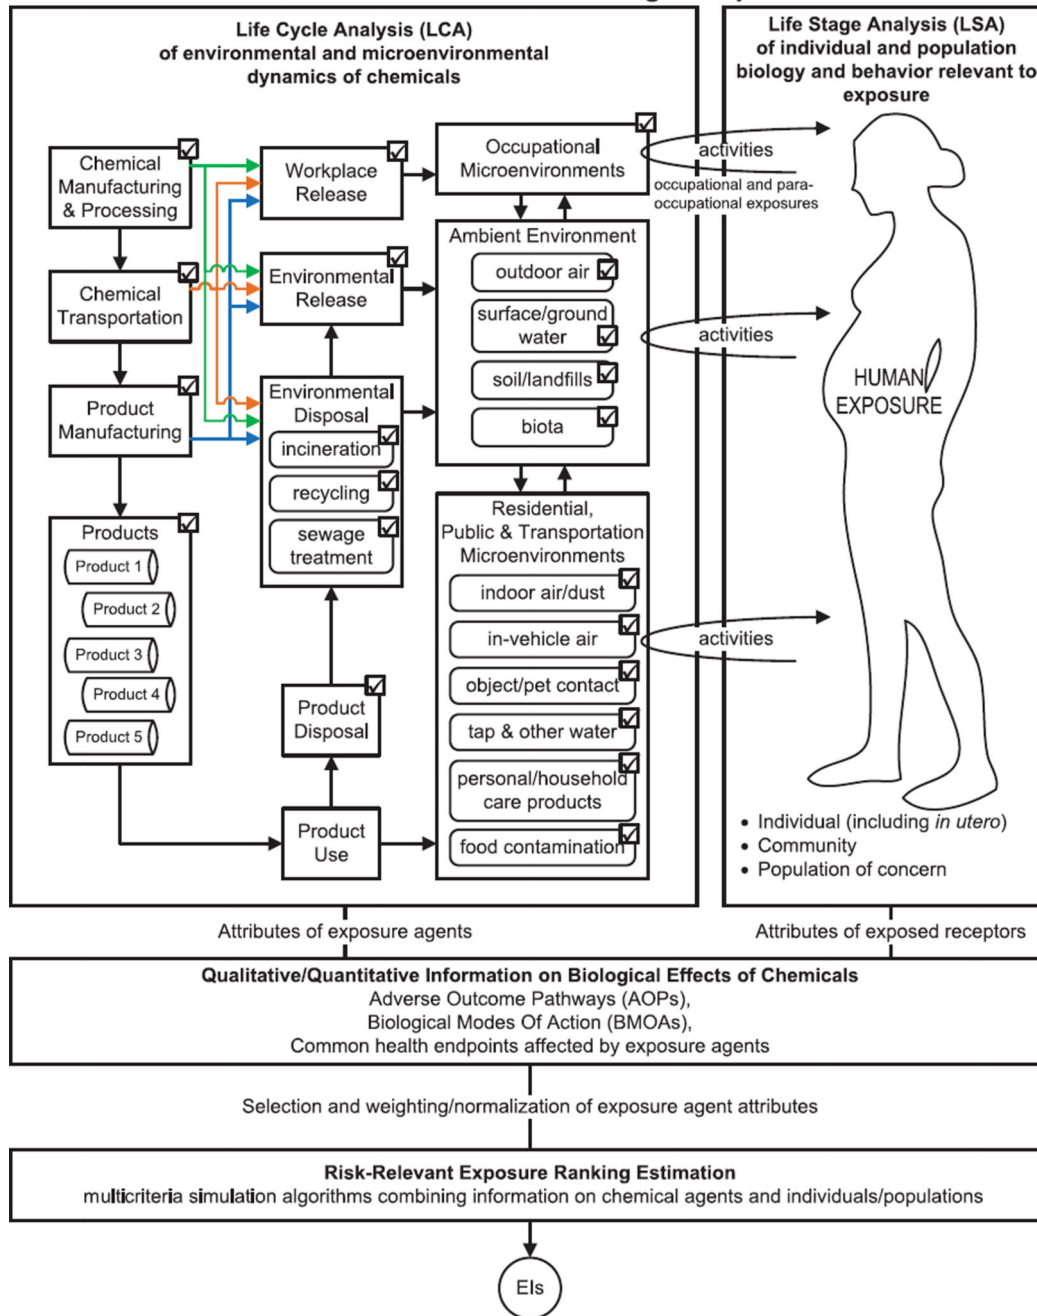 Life Cycle Analysis (LCA)
of environmental and microenvironmental
dynamics of chemicals
Life Stage Analysis (LSA)
of individual and population
biology and behavior relevant to
exposure
Chemical
Manufacturing
& Processing
Workplace
Release
Occupational
Microenvironments
activities
occupational and para-
occupational exposures
Chemical
Transportation
Environmental
Release
Ambient Environment
outdoor air
surface/ground
water
soil/landfills
biota
activities
Product
Manufacturing
Environmental
Disposal
incineration
recycling
sewage
treatment
HUMAN
EXPOSURE
Products
Product 1
Product 2
Product 3
Product 4
Product 5
Residential,
Public & Transportation
Microenvironments
indoor air/dust
in-vehicle air
object/pet contact
tap & other water
personal/household
care products
food contamination
activities
Product
Disposal
Product
Use
• Individual (including in utero)
• Community
• Population of concern
Attributes of exposure agents
Attributes of exposed receptors
Qualitative/Quantitative Information on Biological Effects of Chemicals
Adverse Outcome Pathways (AOPs),
Biological Modes Of Action (BMOAs),
Common health endpoints affected by exposure agents
Selection and weighting/normalization of exposure agent attributes
Risk-Relevant Exposure Ranking Estimation
multicriteria simulation algorithms combining information on chemical agents and individuals/populations
EIs